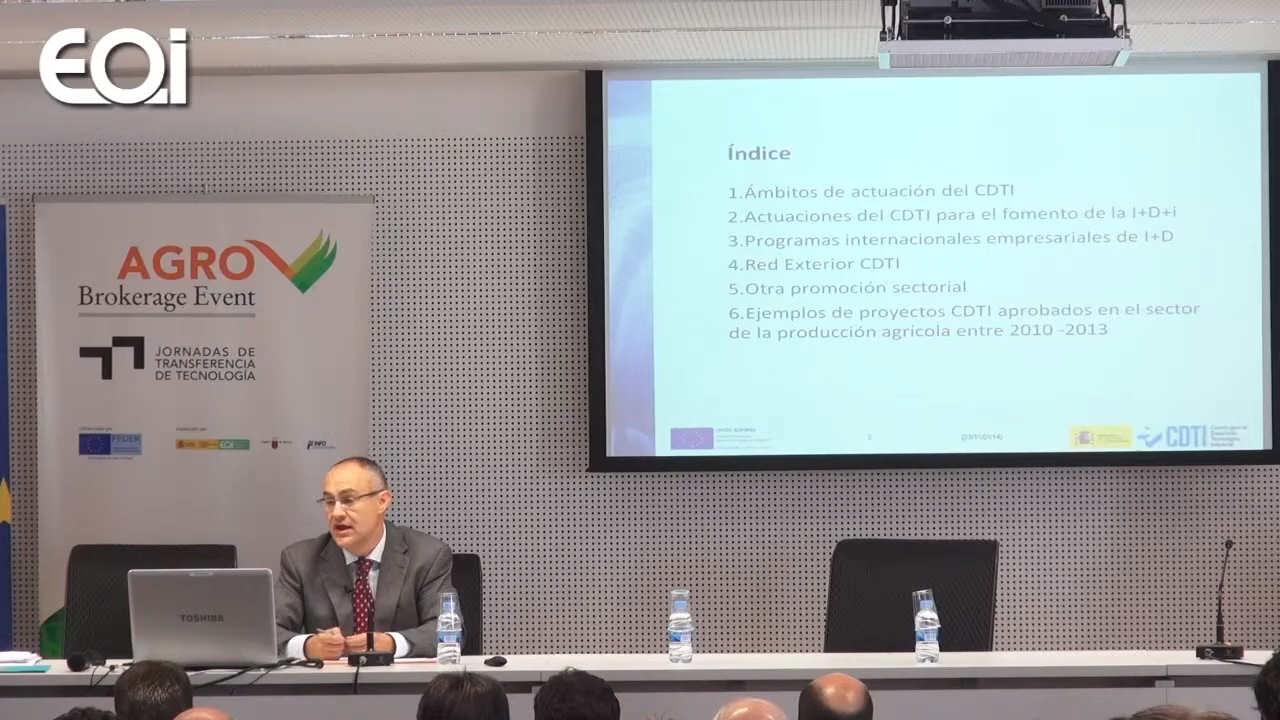 EOi
Índice
1.Ámbitos de actuación del CDTI
2.Actuaciones del CDTI para el fomento de la I+D+i
3.Programas internacionales empresariales de I+D
4.Red Exterior CDTI
5.Otra promoción sectorial
6.Ejemplos de proyectos CDTI aprobados en el sector
de la producción agrícola entre 2010 -2013
CDTI
AGRO
Brokerage Event
JORNADAS DE
TRANSFERENCIA
DE TECNOLOGÍA
FEDER
EOi
INFO
TOSHIBA